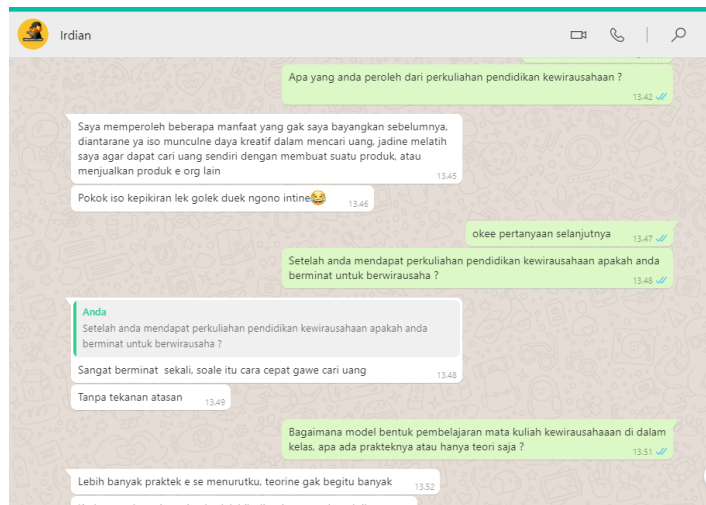 Irdian
Apa yang anda peroleh dari perkuliahan pendidikan kewirausahaan ?
13.42
Saya memperoleh beberapa manfaat yang gak saya bayangkan sebelumnya,
diantarane ya iso munculne daya kreatif dalam mencari uang, jadine melatih
saya agar dapat cari uang sendiri dengan membuat suatu produk, atau
menjualkan produk e org lain
13.45
Pokok iso kepikiran lek golek duek ngono intine😂
13.46
okee pertanyaan selanjutnya
13.47
Setelah anda mendapat perkuliahan pendidikan kewirausahaan apakah anda
berminat untuk berwirausaha ?
13.48
Anda
Setelah anda mendapat perkuliahan pendidikan kewirausahaan apakah anda
berminat untuk berwirausaha ?
Sangat berminat sekali, soale itu cara cepat gawe cari uang
13.48
Tanpa tekanan atasan
13.49
Bagaimana model bentuk pembelajaran mata kuliah kewirausahaaan di dalam
kelas, apa ada prakteknya atau hanya teori saja ?
13.51
Lebih banyak praktek e se menurutku, teorine gak begitu banyak
13.52